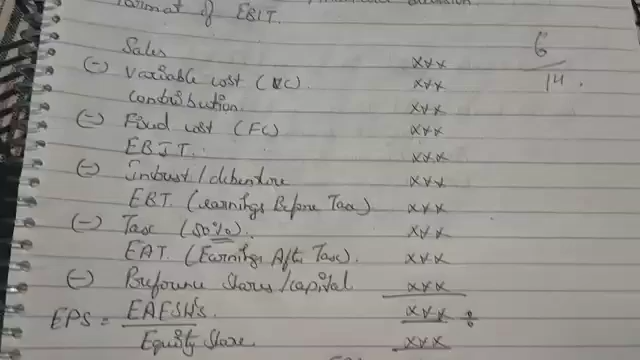 Format of EBIT.
Sales xxx
6
(-) Variable cost (VC). xxx
14.
Contribution. xxx
(-) Fixed cost (FC) xxx
EBIT. xxx
(-) Interest/debenture xxx
EBT. (Earnings Before Tax) xxx
(-) Tax (50%). xxx
EAT. (Earnings After Tax). xxx
(-) Preference Shares/capital xxx
EPS = EAESH's. xxx ÷
Equity Share. xxx